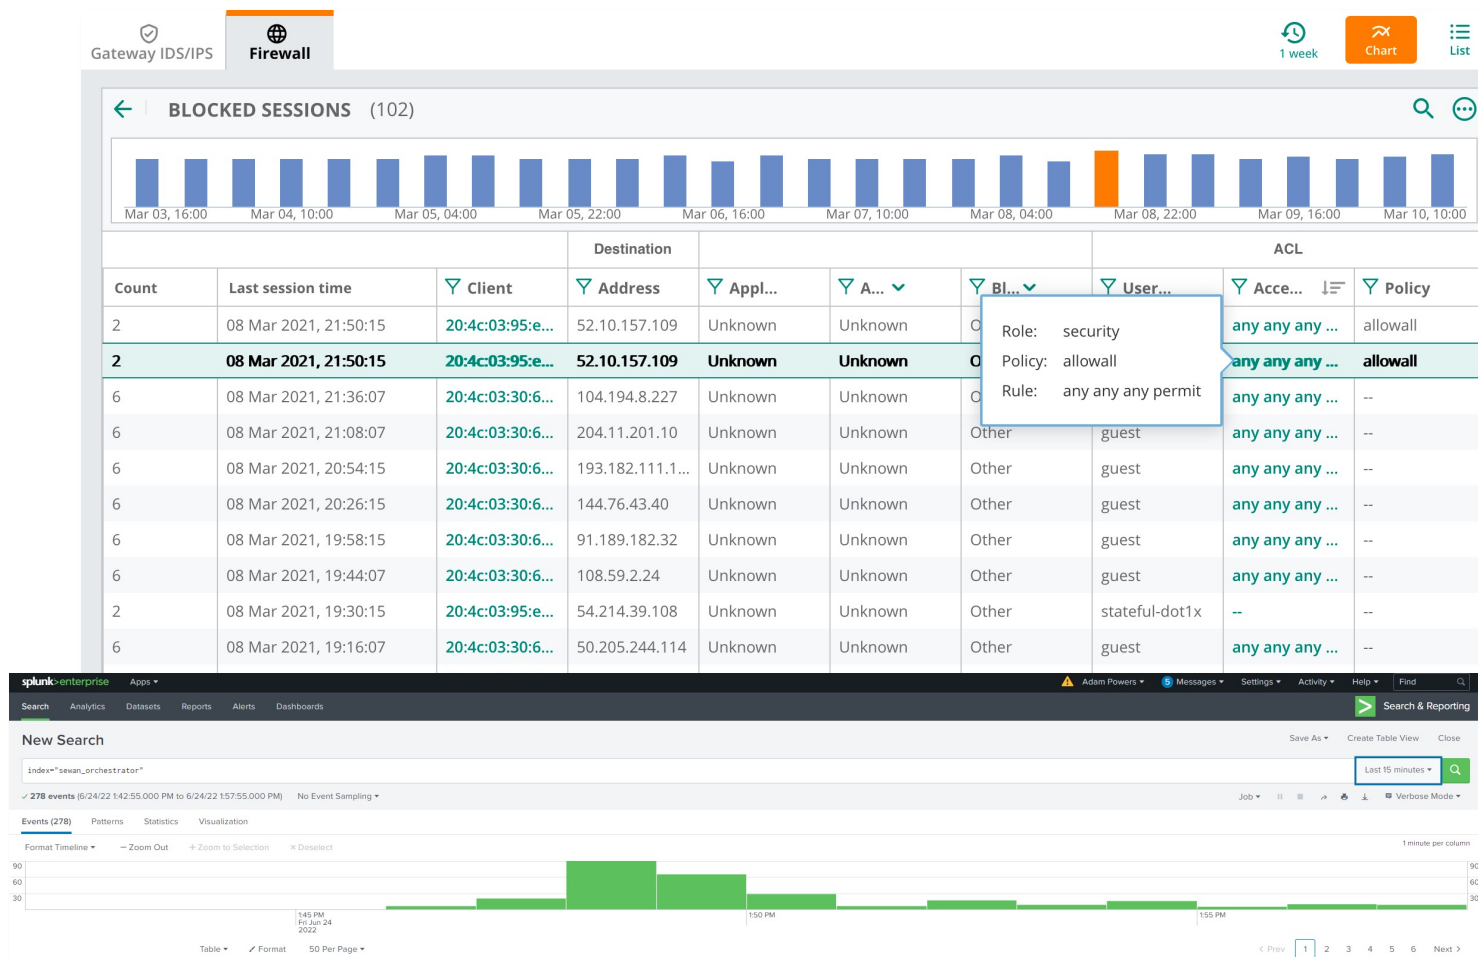 Gateway IDS/IPS
Firewall
1 week
Chart
List
BLOCKED SESSIONS (102)
Mar 03, 16:00 Mar 04, 10:00 Mar 05, 04:00 Mar 05, 22:00 Mar 06, 16:00 Mar 07, 10:00 Mar 08, 04:00 Mar 08, 22:00 Mar 09, 16:00 Mar 10, 10:00
Destination ACL
Count Last session time Client Address Appl... A... Bl... User... Acce... Policy
2 08 Mar 2021, 21:50:15 20:4c:03:95:e... 52.10.157.109 Unknown Unknown O any any any ... allowall
2 08 Mar 2021, 21:50:15 20:4c:03:95:e... 52.10.157.109 Unknown Unknown O any any any ... allowall
Role: security
Policy: allowall
Rule: any any any permit
6 08 Mar 2021, 21:36:07 20:4c:03:30:6... 104.194.8.227 Unknown Unknown O any any any ... --
6 08 Mar 2021, 21:08:07 20:4c:03:30:6... 204.11.201.10 Unknown Unknown Other guest any any any ... --
6 08 Mar 2021, 20:54:15 20:4c:03:30:6... 193.182.111.1... Unknown Unknown Other guest any any any ... --
6 08 Mar 2021, 20:26:15 20:4c:03:30:6... 144.76.43.40 Unknown Unknown Other guest any any any ... --
6 08 Mar 2021, 19:58:15 20:4c:03:30:6... 91.189.182.32 Unknown Unknown Other guest any any any ... --
6 08 Mar 2021, 19:44:07 20:4c:03:30:6... 108.59.2.24 Unknown Unknown Other guest any any any ... --
2 08 Mar 2021, 19:30:15 20:4c:03:95:e... 54.214.39.108 Unknown Unknown Other stateful-dot1x -- --
6 08 Mar 2021, 19:16:07 20:4c:03:30:6... 50.205.244.114 Unknown Unknown Other guest any any any ... --
splunk>enterprise Apps Adam Powers 5 Messages Settings Activity Help Find
Search Analytics Datasets Reports Alerts Dashboards Search & Reporting
New Search Save As Create Table View Close
index="sewan_orchestrator" Last 15 minutes
278 events (6/24/22 1:42:55.000 PM to 6/24/22 1:57:55.000 PM) No Event Sampling Job Verbose Mode
Events (278) Patterns Statistics Visualization
Format Timeline — Zoom Out + Zoom to Selection × Deselect 1 minute per column
90 90
60 60
30 30
1:45 PM 1:50 PM 1:55 PM
Fri Jun 24
2022
Table Format 50 Per Page < Prev 1 2 3 4 5 6 Next >